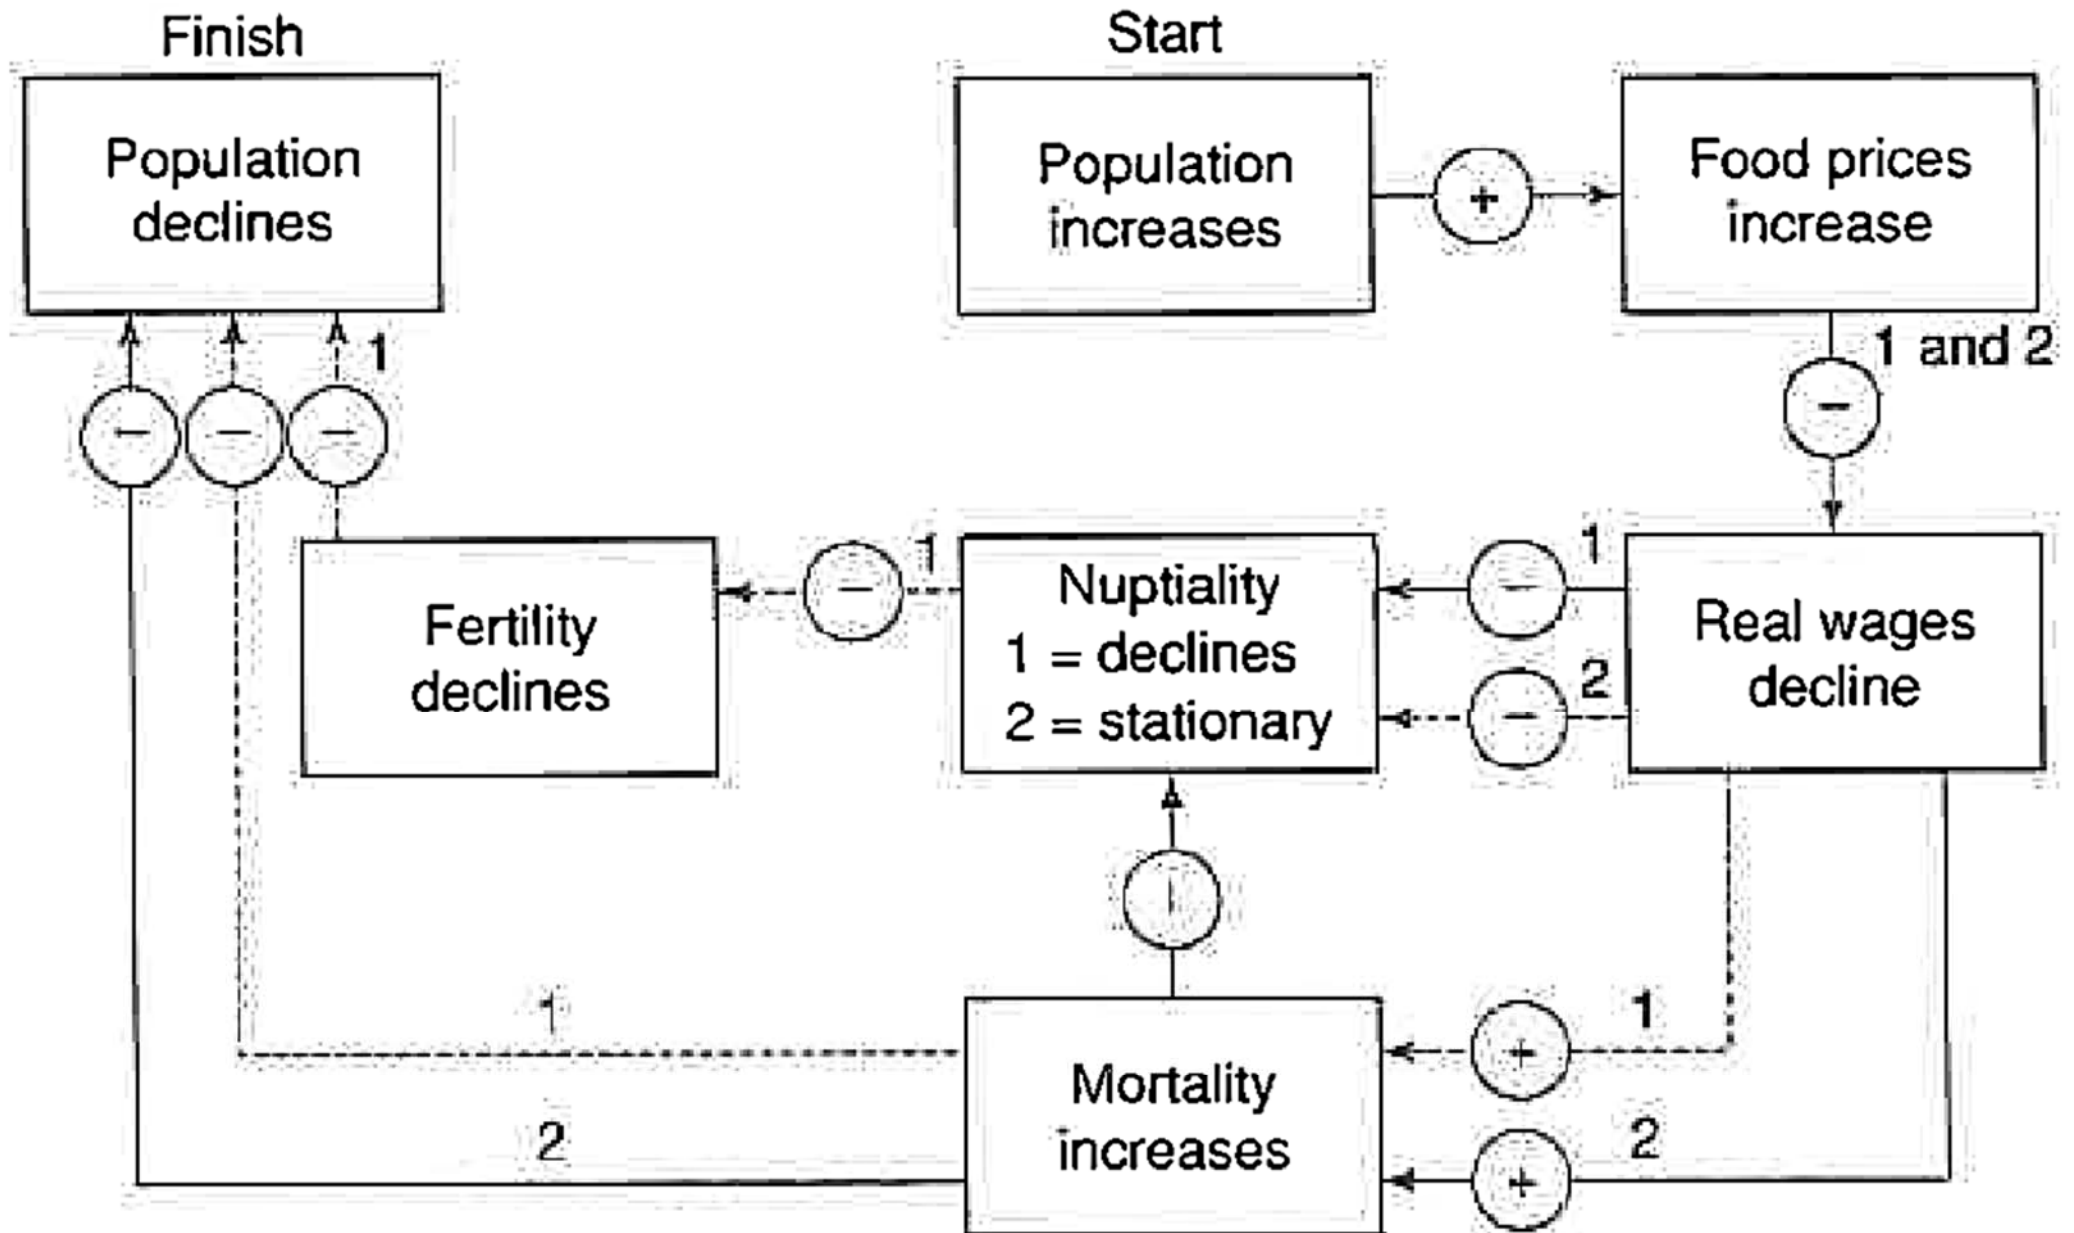 Finish
Start
Population
declines
Population
increases
+
Food prices
increase
1
1 and 2
−
−
−
−
Fertility
declines
−
1
Nuptiality
1 = declines
2 = stationary
−
1
−
2
Real wages
decline
|
1
2
Mortality
increases
+
1
+
2